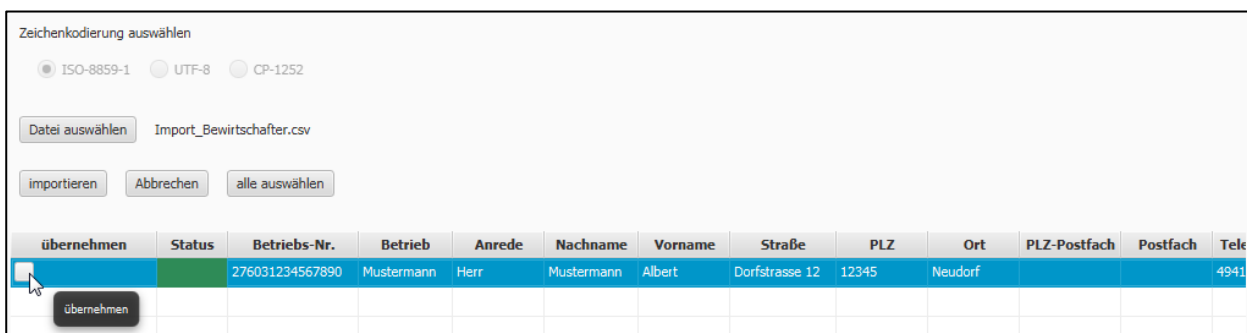 Zeichenkodierung auswählen
ISO-8859-1 UTF-8 CP-1252
Datei auswählen Import_Bewirtschafter.csv
importieren Abbrechen alle auswählen
übernehmen Status Betriebs-Nr. Betrieb Anrede Nachname Vorname Straße PLZ Ort PLZ-Postfach Postfach Tele
276031234567890 Mustermann Herr Mustermann Albert Dorfstrasse 12 12345 Neudorf 4941
übernehmen